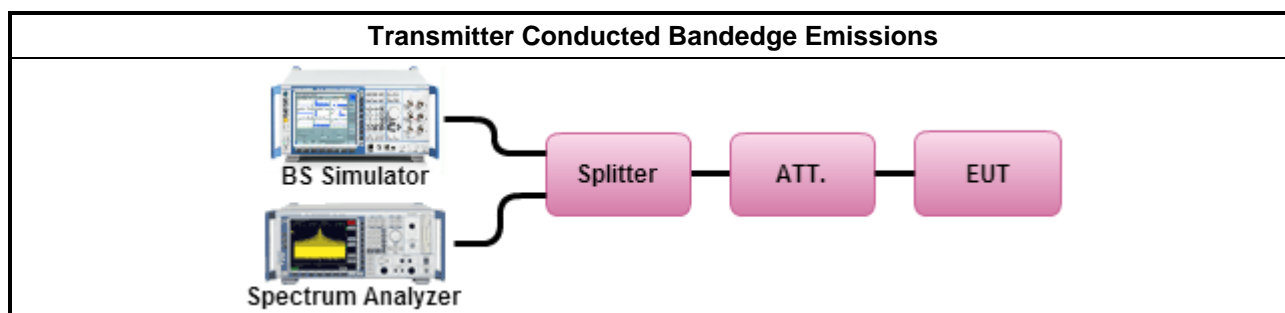 Transmitter Conducted Bandedge Emissions
BS Simulator
Splitter
ATT.
EUT
Spectrum Analyzer